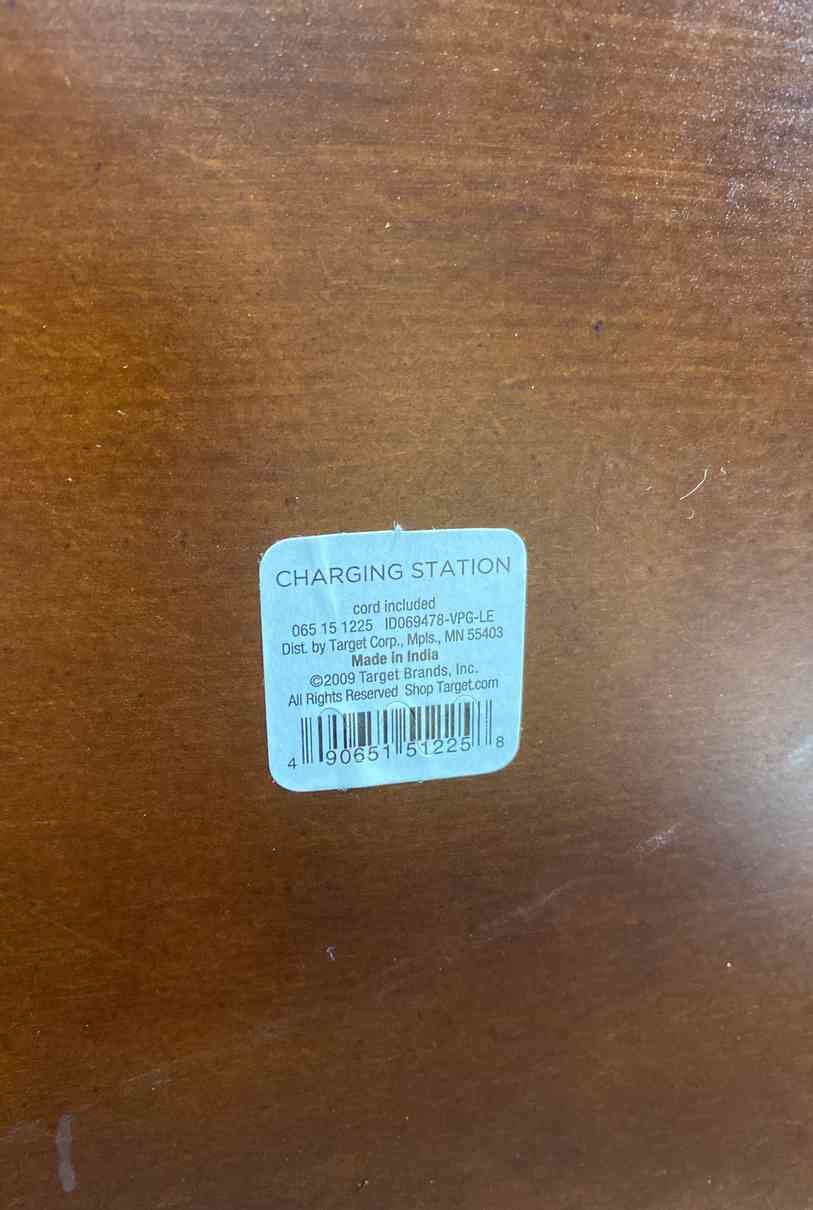 CHARGING STATION
cord included
065 15 1225 ID069478-VPG-LE
Dist. by Target Corp., Mpls., MN 55403
Made in India
©2009 Target Brands, Inc.
All Rights Reserved Shop Target.com
4 90651 51225 8